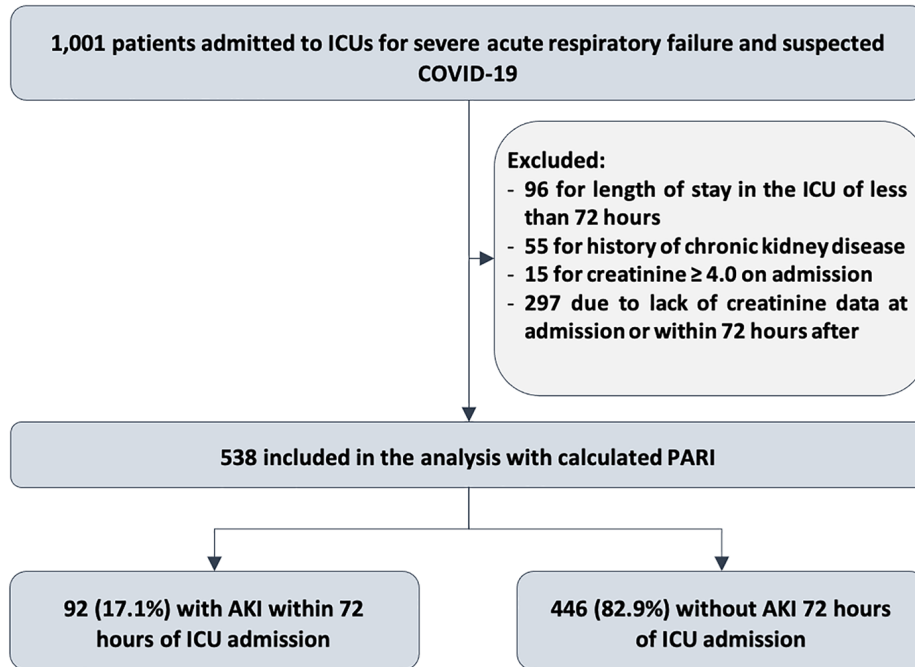 1,001 patients admitted to ICUs for severe acute respiratory failure and suspected
COVID-19
Excluded:
- 96 for length of stay in the ICU of less
than 72 hours
- 55 for history of chronic kidney disease
- 15 for creatinine ≥ 4.0 on admission
- 297 due to lack of creatinine data at
admission or within 72 hours after
538 included in the analysis with calculated PARI
92 (17.1%) with AKI within 72
hours of ICU admission
446 (82.9%) without AKI 72 hours
of ICU admission